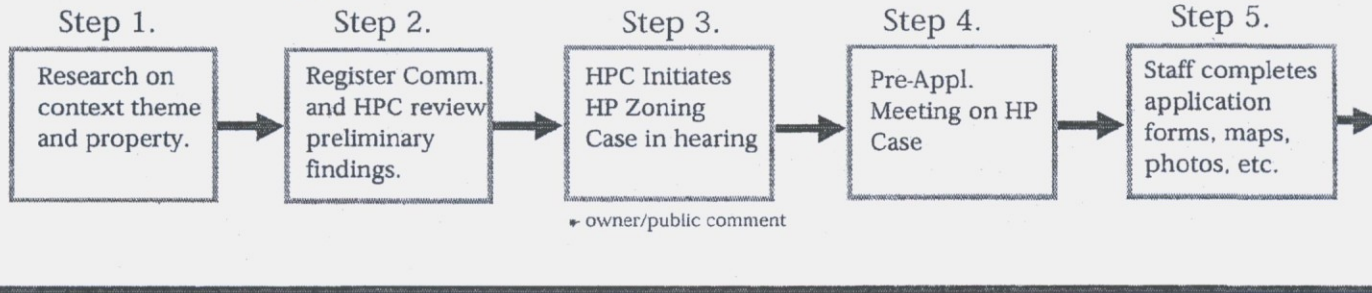 Step 1.
Research on
context theme
and property.
Step 2.
Register Comm.
and HPC review
preliminary
findings.
Step 3.
HPC Initiates
HP Zoning
Case in hearing
owner/public comment
Step 4.
Pre-Appl.
Meeting on HP
Case
Step 5.
Staff completes
application
forms, maps,
photos, etc.